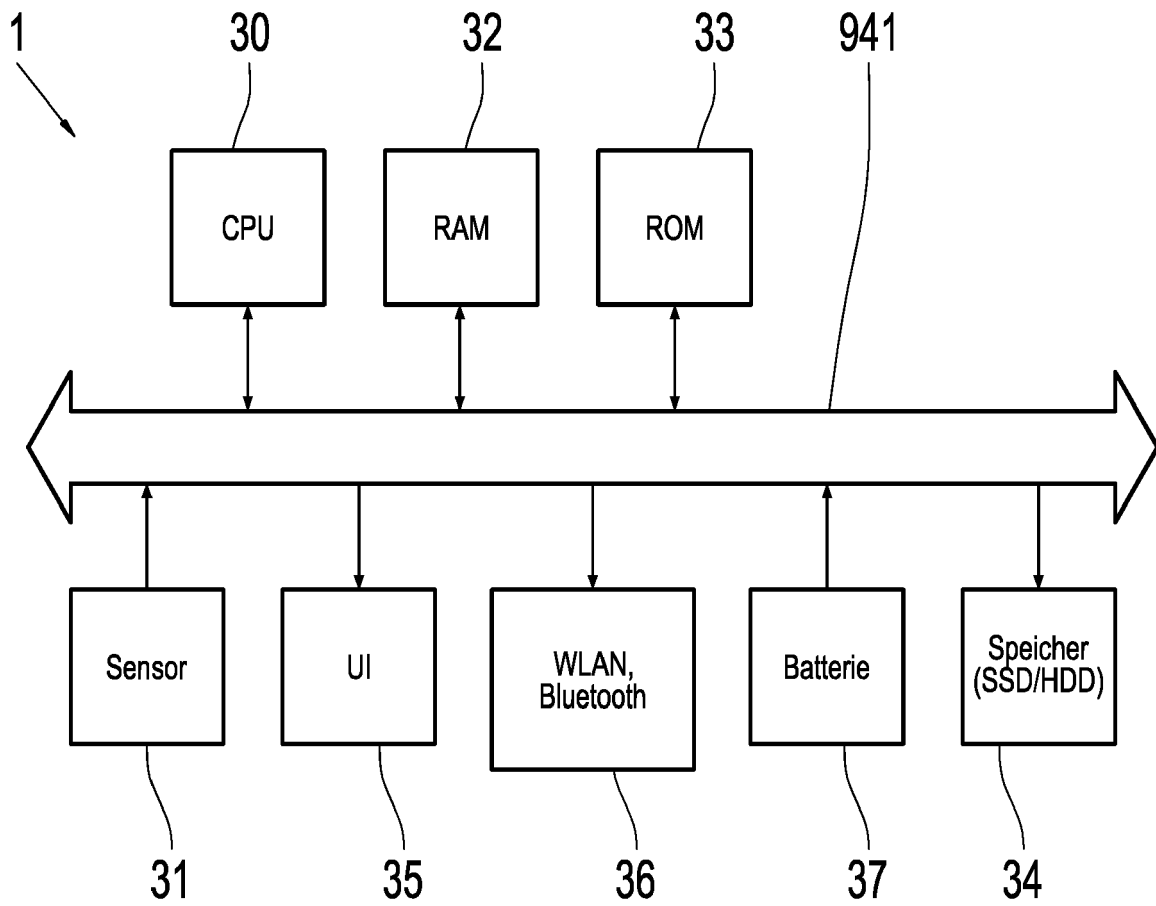 1
30
32
33
941
CPU
RAM
ROM
Sensor
UI
WLAN,
Bluetooth
Batterie
Speicher
(SSD/HDD)
31
35
36
37
34